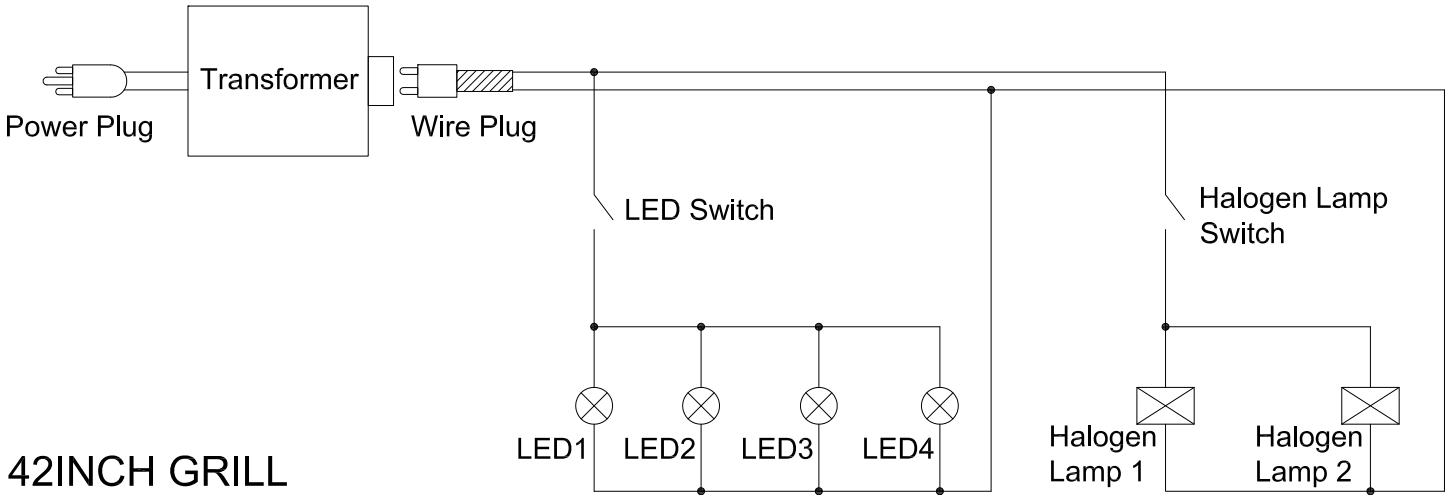 Transformer
Power Plug
Wire Plug
LED Switch
Halogen Lamp
Switch
LED1
LED2
LED3
LED4
Halogen
Lamp 1
Halogen
Lamp 2
42INCH GRILL